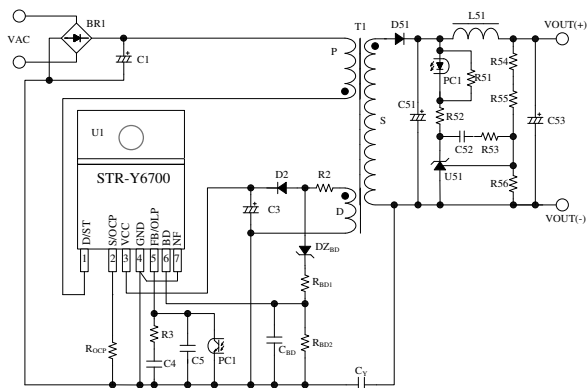 BR1
VAC
C1
T1
P
D51
L51
VOUT(+)
R54
PC1
R51
R55
C51
R52
C53
S
C52
R53
U51
R56
VOUT(-)
U1
STR-Y6700
D/ST
S/OCP
VCC
GND
FB/OLP
BD
NF
1 2 3 4 5 6 7
D2
R2
C3
D
DZBD
RBD1
ROCP
R3
C4
C5
PC1
CBD
RBD2
CY